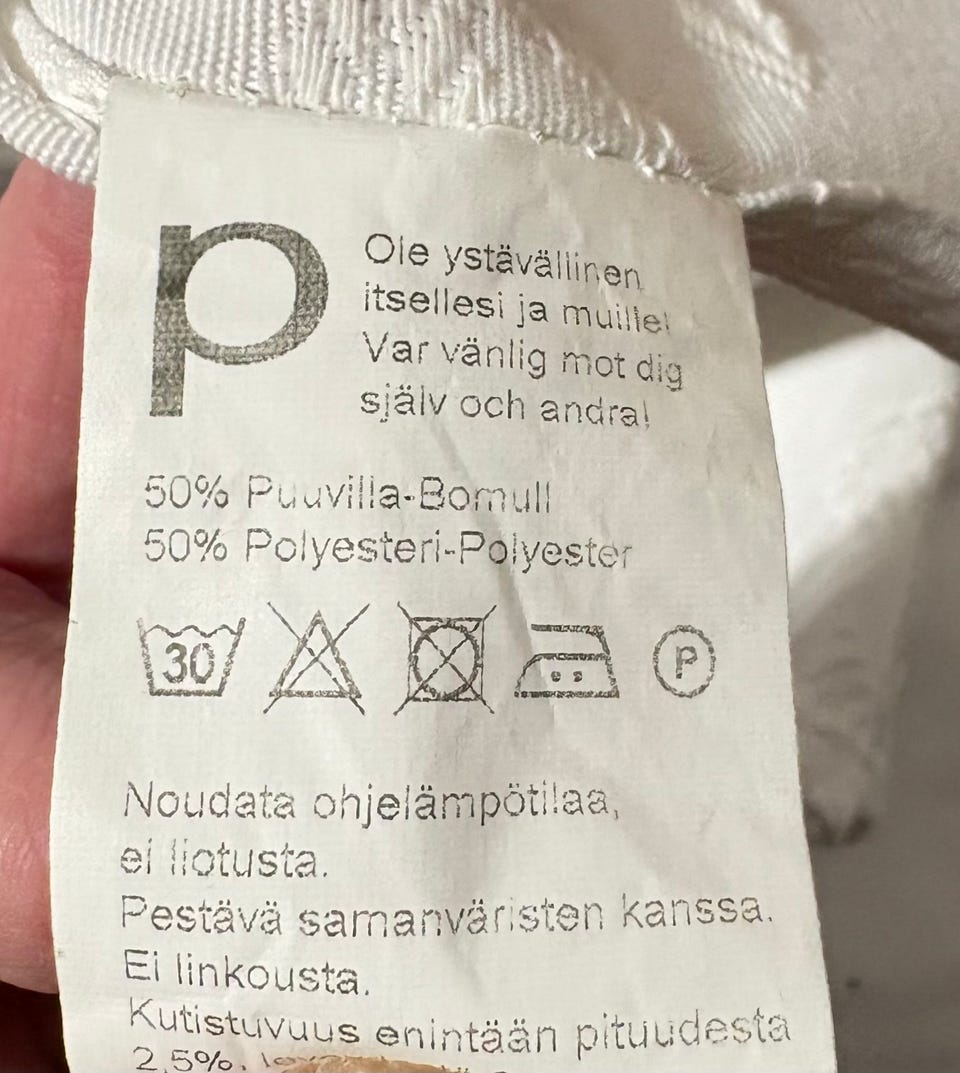 p
Ole ystävällinen
itsellesi ja muille!
Var vänlig mot dig
själv och andra!
50% Puuvilla-Bomull
50% Polyesteri-Polyester
30
P
Noudata ohjelämpötilaa,
ei liotusta.
Pestävä samanväristen kanssa.
Ei linkousta.
Kutistuvuus enintään pituudesta
2,5%.